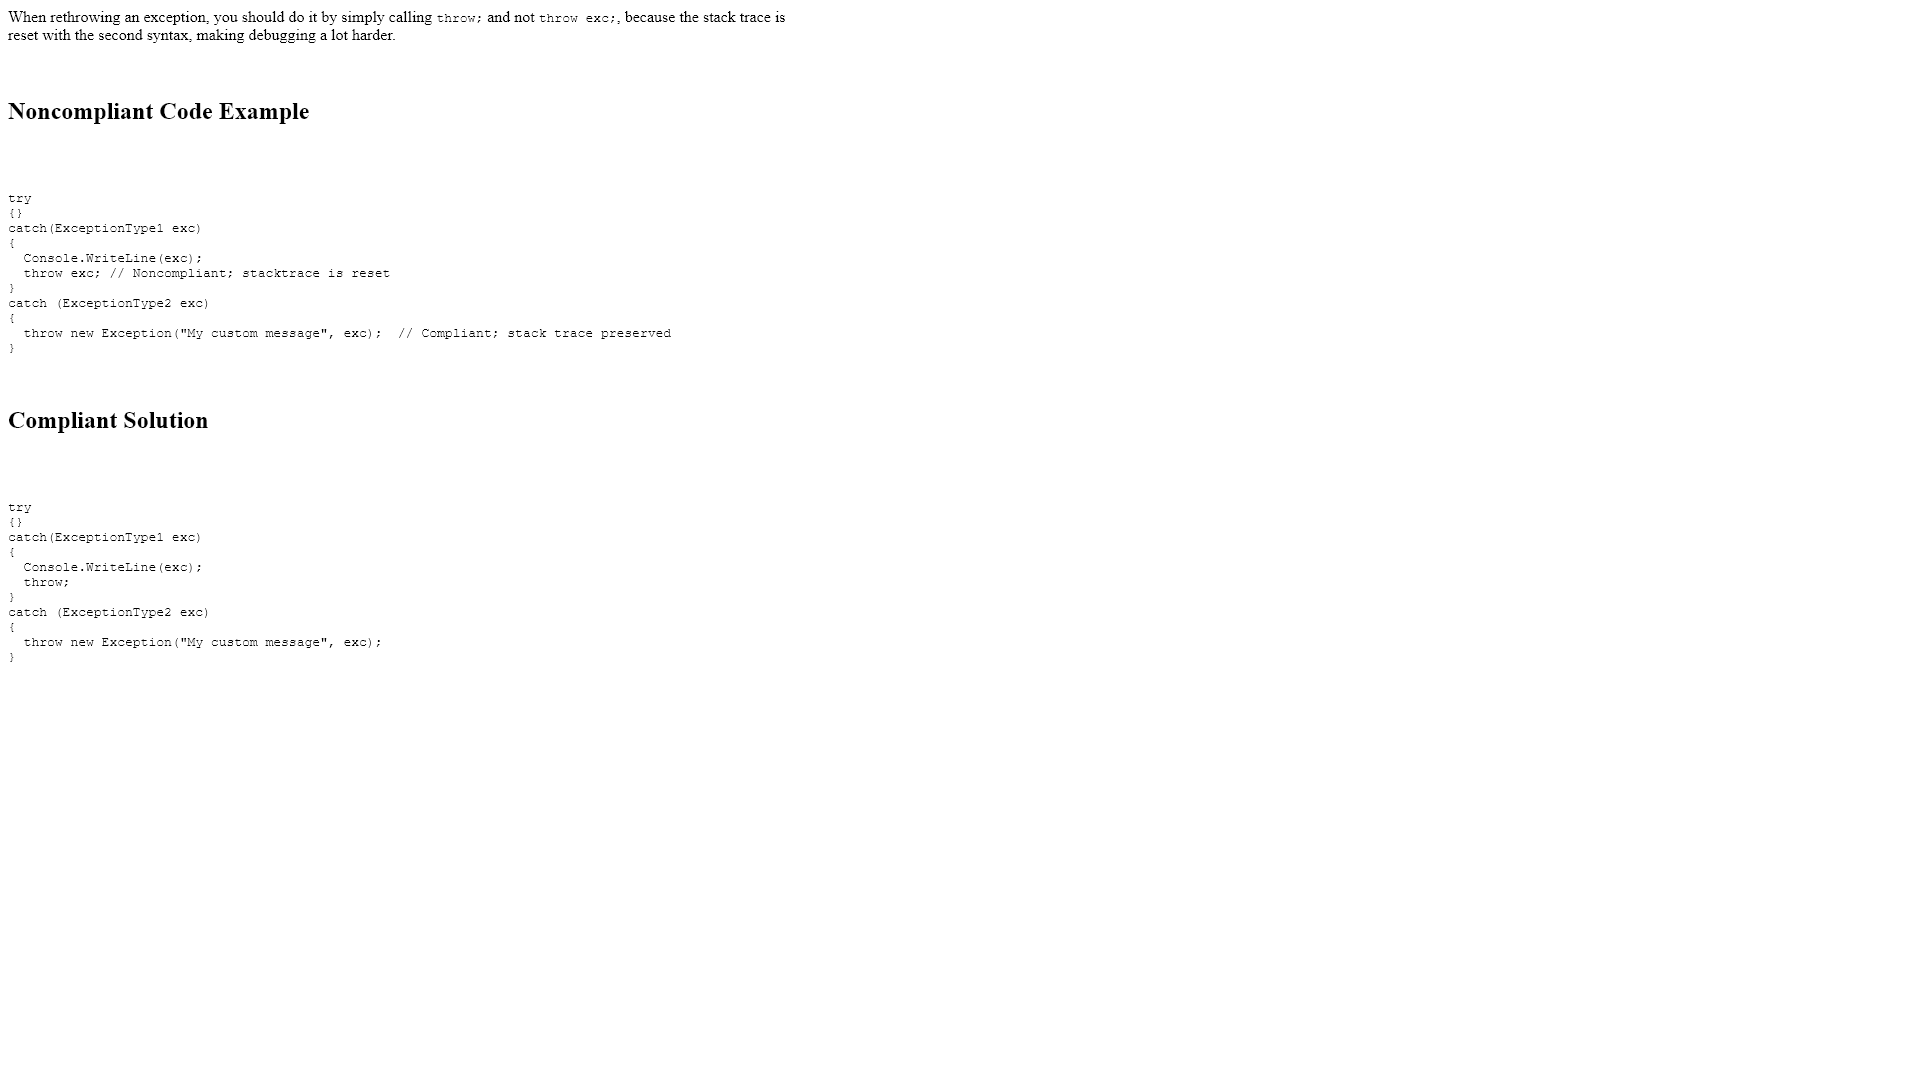 When rethrowing an exception, you should do it by simply calling throw; and not throw exc;, because the stack trace is
reset with the second syntax, making debugging a lot harder.
Noncompliant Code Example
try
{}
catch(ExceptionType1 exc)
{
  Console.WriteLine(exc);
  throw exc; // Noncompliant; stacktrace is reset
}
catch (ExceptionType2 exc)
{
  throw new Exception("My custom message", exc);  // Compliant; stack trace preserved
}
Compliant Solution
try
{}
catch(ExceptionType1 exc)
{
  Console.WriteLine(exc);
  throw;
}
catch (ExceptionType2 exc)
{
  throw new Exception("My custom message", exc);
}